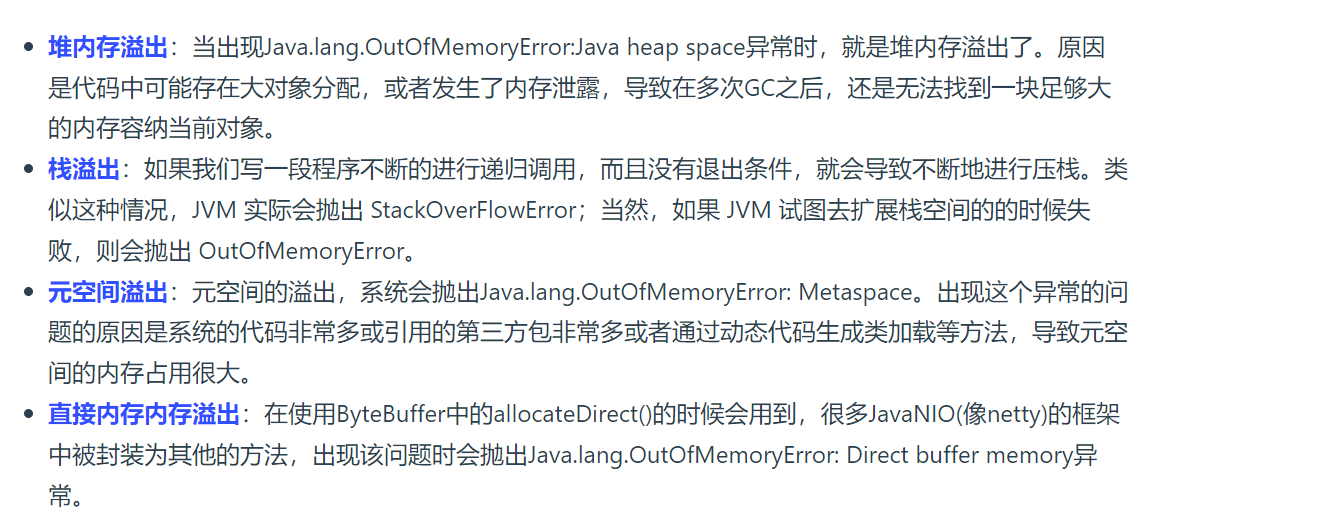 堆内存溢出：当出现Java.lang.OutOfMemoryError:Java heap space异常时，就是堆内存溢出了。原因
是代码中可能存在大对象分配，或者发生了内存泄露，导致在多次GC之后，还是无法找到一块足够大
的内存容纳当前对象。
栈溢出：如果我们写一段程序不断的进行递归调用，而且没有退出条件，就会导致不断地进行压栈。类
似这种情况，JVM 实际会抛出 StackOverFlowError；当然，如果 JVM 试图去扩展栈空间的的时候失
败，则会抛出 OutOfMemoryError。
元空间溢出：元空间的溢出，系统会抛出Java.lang.OutOfMemoryError: Metaspace。出现这个异常的问
题的原因是系统的代码非常多或引用的第三方包非常多或者通过动态代码生成类加载等方法，导致元空
间的内存占用很大。
直接内存内存溢出：在使用ByteBuffer中的allocateDirect()的时候会用到，很多JavaNIO(像netty)的框架
中被封装为其他的方法，出现该问题时会抛出Java.lang.OutOfMemoryError: Direct buffer memory异
常。